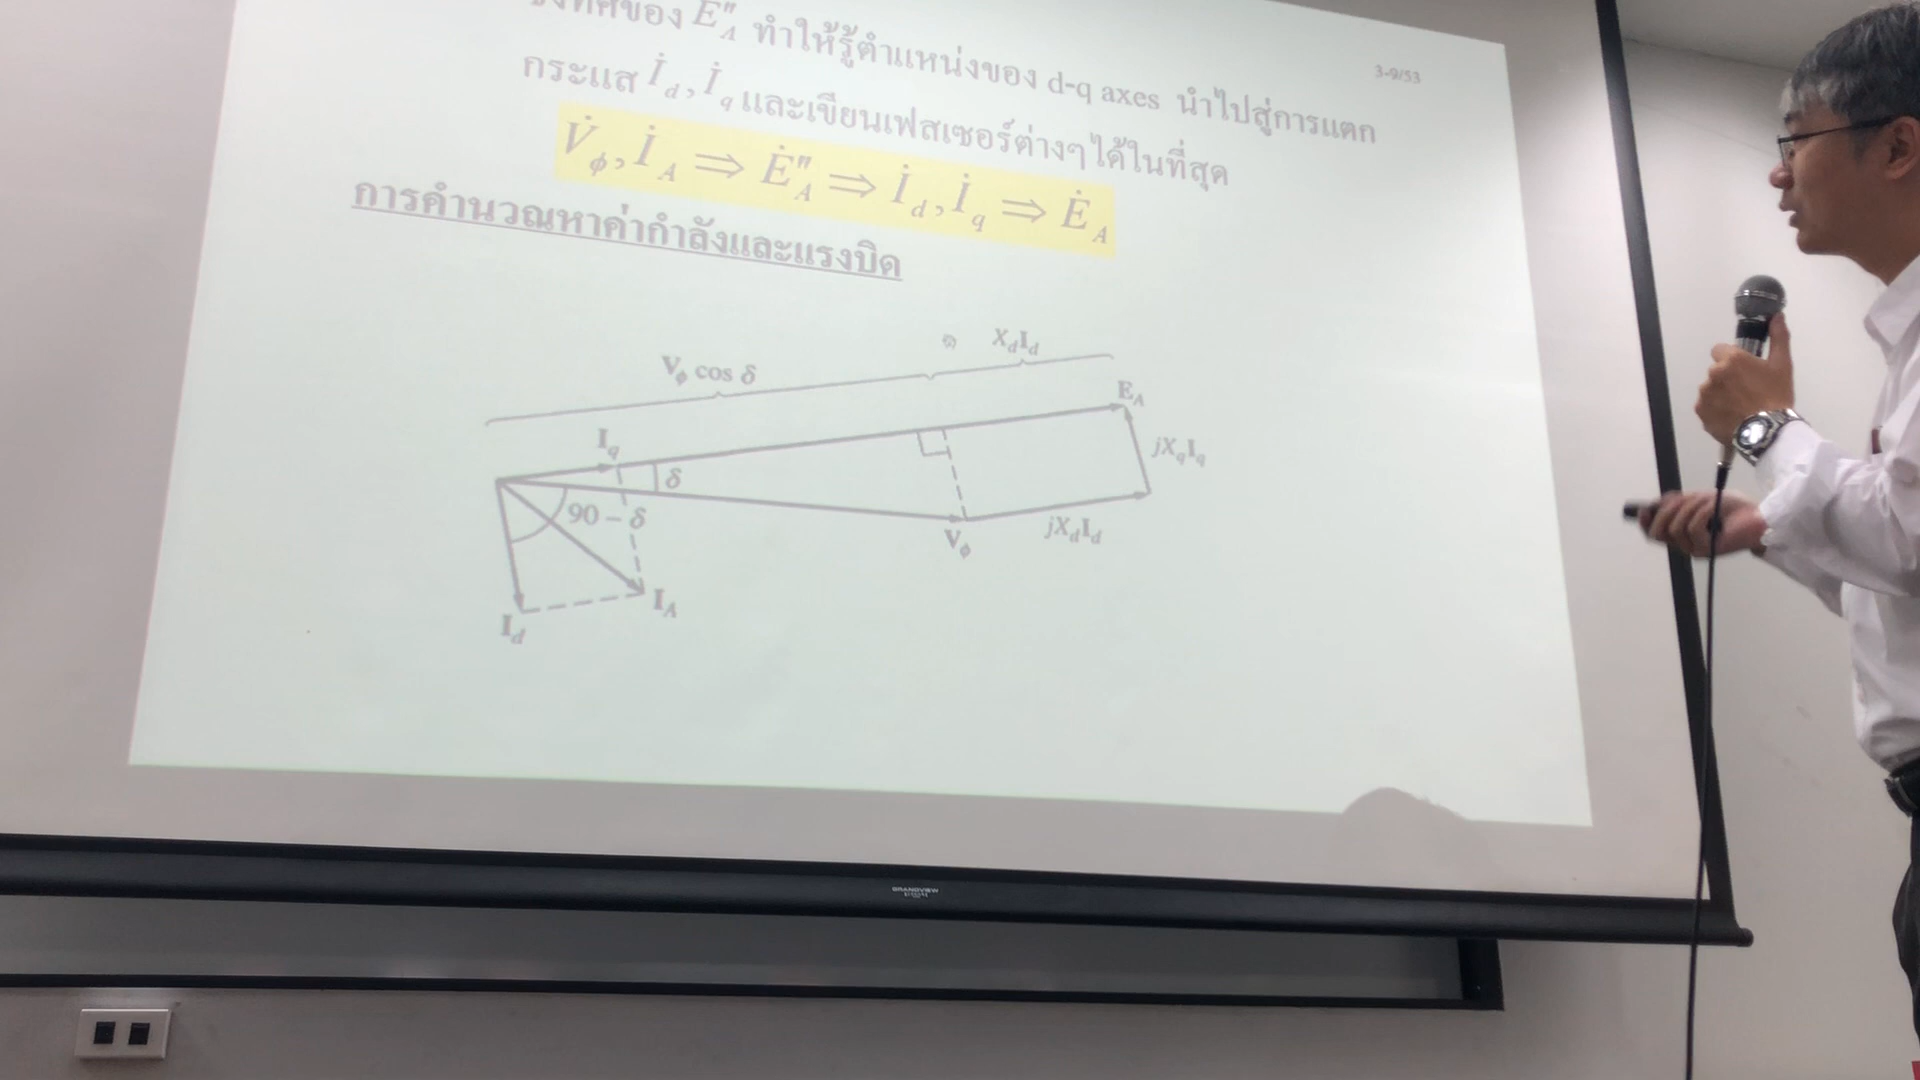 ของ E"A ทำให้รู้ตำแหน่งของ d-q axes นำไปสู่การแตก
3-9/53
กระแส İd, İq และเขียนเฟสเซอร์ต่างๆได้ในที่สุด
V̇ϕ, İA ⇒ Ė"A ⇒ İd, İq ⇒ ĖA
การคำนวณหาค่ากำลังและแรงบิด
XdId
Vϕ cos δ
EA
Iq
jXqIq
δ
90 – δ
Vϕ
jXdId
IA
Id
GRANDVIEW